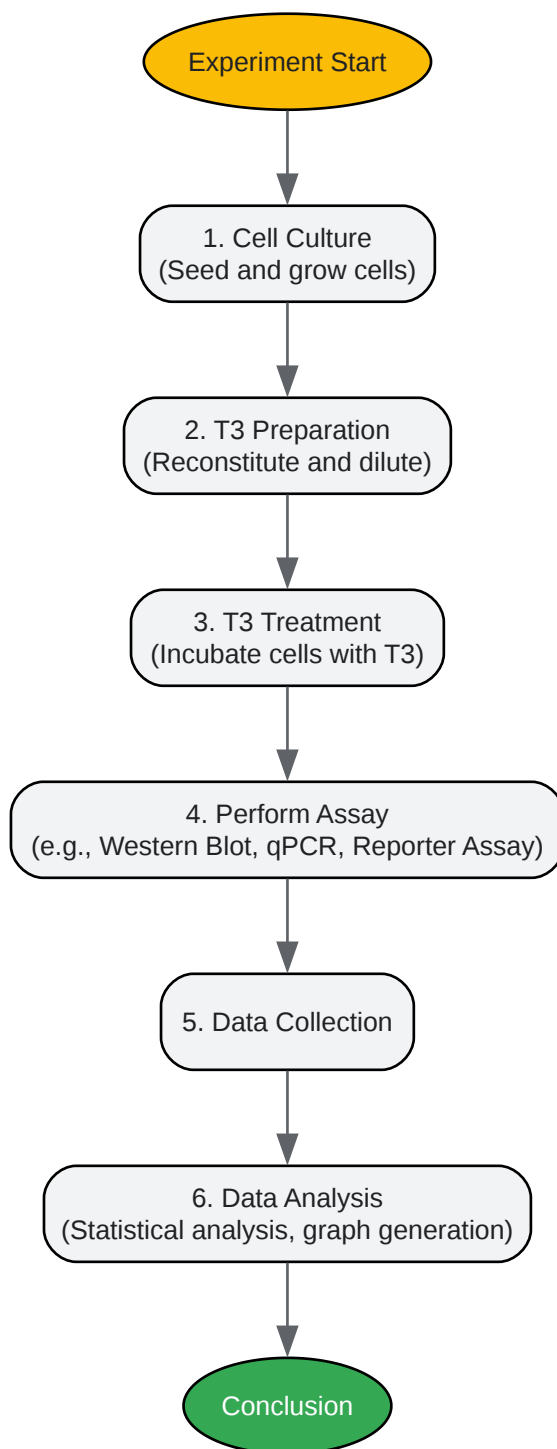 Experiment Start
1. Cell Culture
(Seed and grow cells)
2. T3 Preparation
(Reconstitute and dilute)
3. T3 Treatment
(Incubate cells with T3)
4. Perform Assay
(e.g., Western Blot, qPCR, Reporter Assay)
5. Data Collection
6. Data Analysis
(Statistical analysis, graph generation)
Conclusion